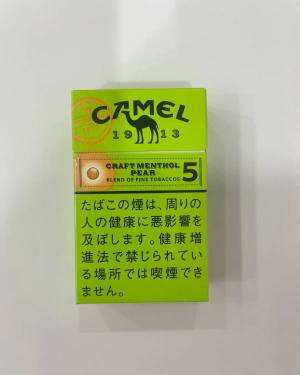 CAMEL
19 13
CRAFT MENTHOL
PEAR
BLEND OF FINE TOBACCOS
5
たばこの煙は、周りの
人の健康に悪影響を
及ぼします。健康増
進法で禁じられてい
る場所では喫煙でき
ません。